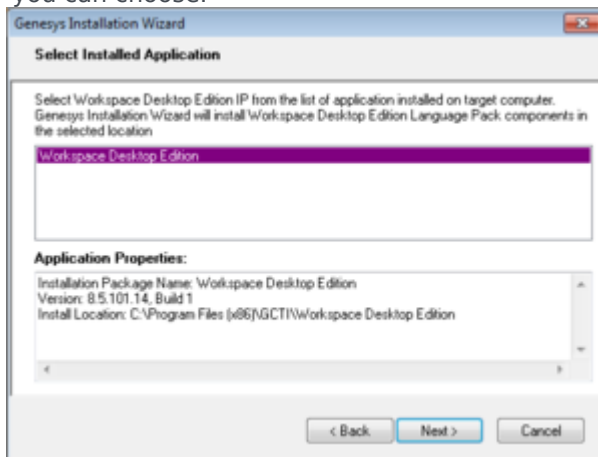 you can choose.
Genesys Installation Wizard
Select Installed Application
Select Workspace Desktop Edition IP from the list of application installed on target computer.
Genesys Installation Wizard will install Workspace Desktop Edition Language Pack components in
the selected location
Workspace Desktop Edition
Application Properties:
Installation Package Name: Workspace Desktop Edition
Version: 8.5.101.14, Build 1
Install Location: C:\Program Files (x86)\GCTI\Workspace Desktop Edition
< Back Next > Cancel